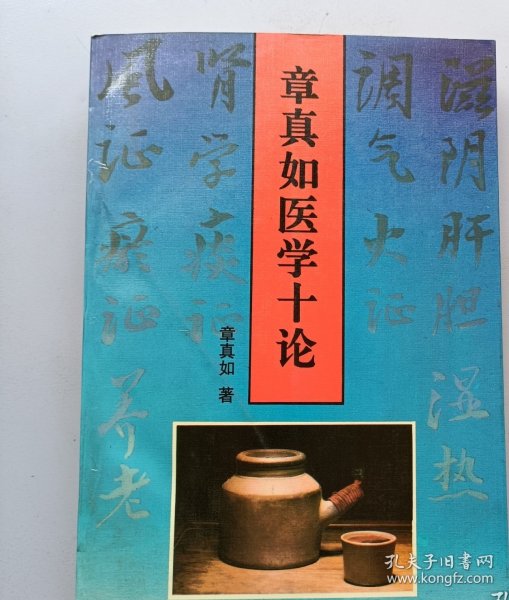 章真如医学十论
章真如 著
滋阴肝胆湿热
调气火证
肾学痰证
风证瘀证养老
孔夫子旧书网
www.kongfz.com